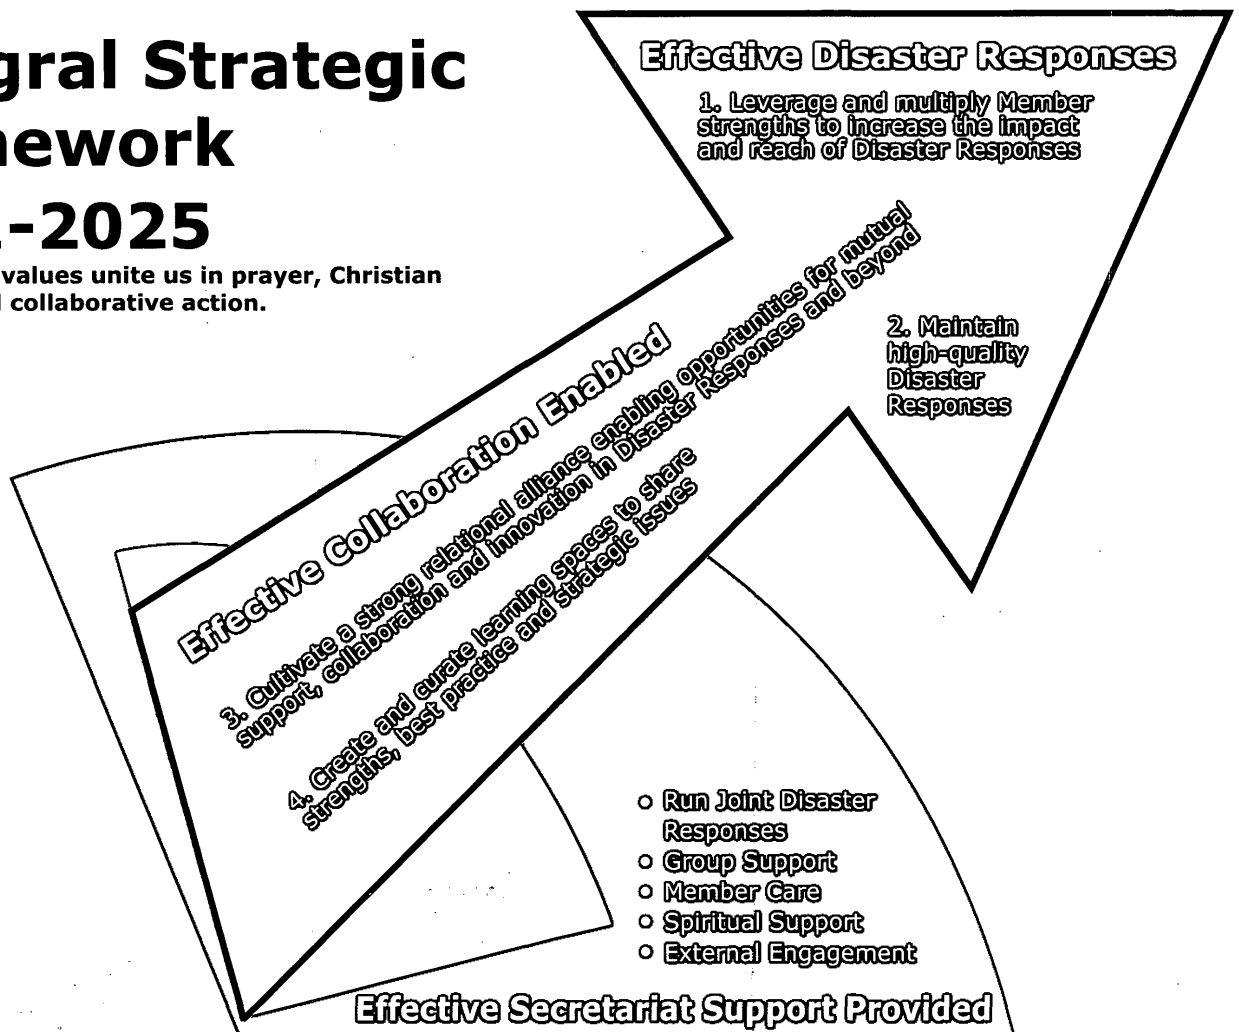 gral Strategic
ework
-2025
values unite us in prayer, Christian
collaborative action.
Effective Disaster Responses
1. Leverage and multiply Member
strengths to increase the impact
and reach of Disaster Responses
2. Maintain
high-quality
Disaster
Responses
Effective Collaboration Enabled
3. Cultivate a strong relational alliance enabling opportunities for mutual
support, collaboration and innovation in Disaster Responses and beyond
4. Create and curate learning spaces to share
strengths, best practice and strategic issues
○ Run Joint Disaster
Responses
○ Group Support
○ Member Care
○ Spiritual Support
○ External Engagement
Effective Secretariat Support Provided